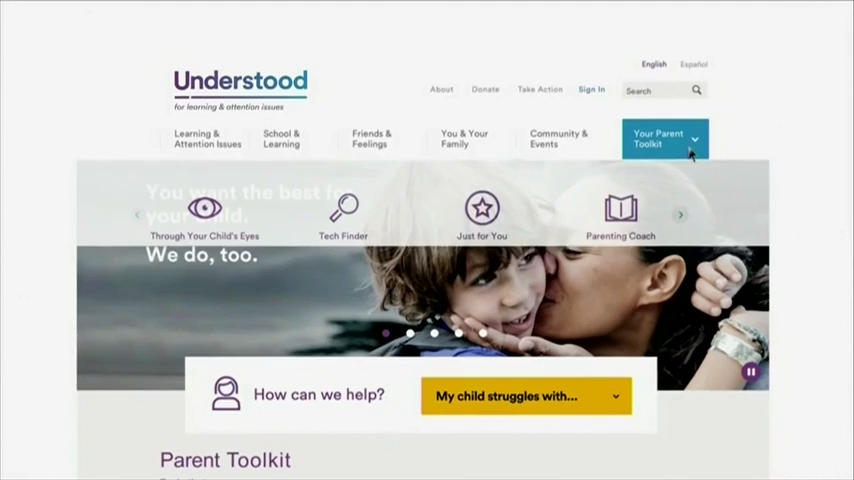 English Español
Understood
for learning & attention issues
About Donate Take Action Sign In Search
Learning & Attention Issues
School & Learning
Friends & Feelings
You & Your Family
Community & Events
Your Parent Toolkit
You want the best for
your child.
Through Your Child's Eyes Tech Finder Just for You Parenting Coach
We do, too.
How can we help? My child struggles with...
Parent Toolkit